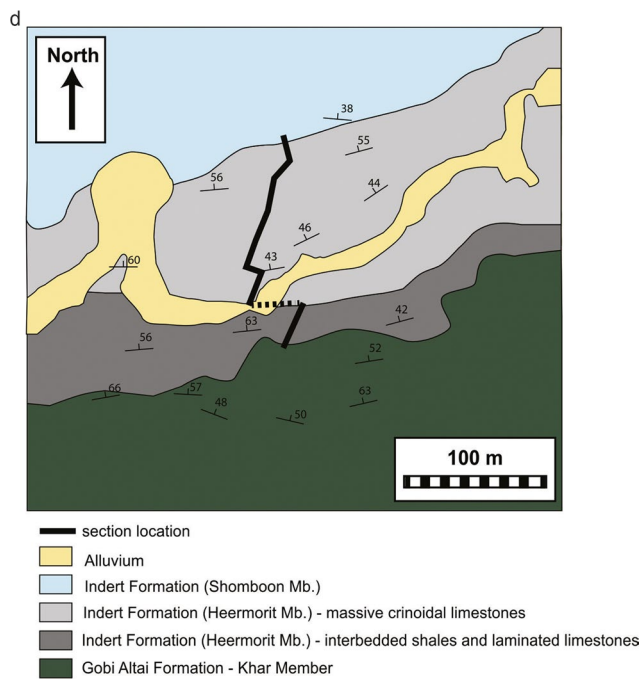 d
North
38
55
56
44
46
43
60
63
42
56
52
66
57
48
63
50
100 m
section location
Alluvium
Indert Formation (Shomboon Mb.)
Indert Formation (Heermorit Mb.) - massive crinoidal limestones
Indert Formation (Heermorit Mb.) - interbedded shales and laminated limestones
Gobi Altai Formation - Khar Member